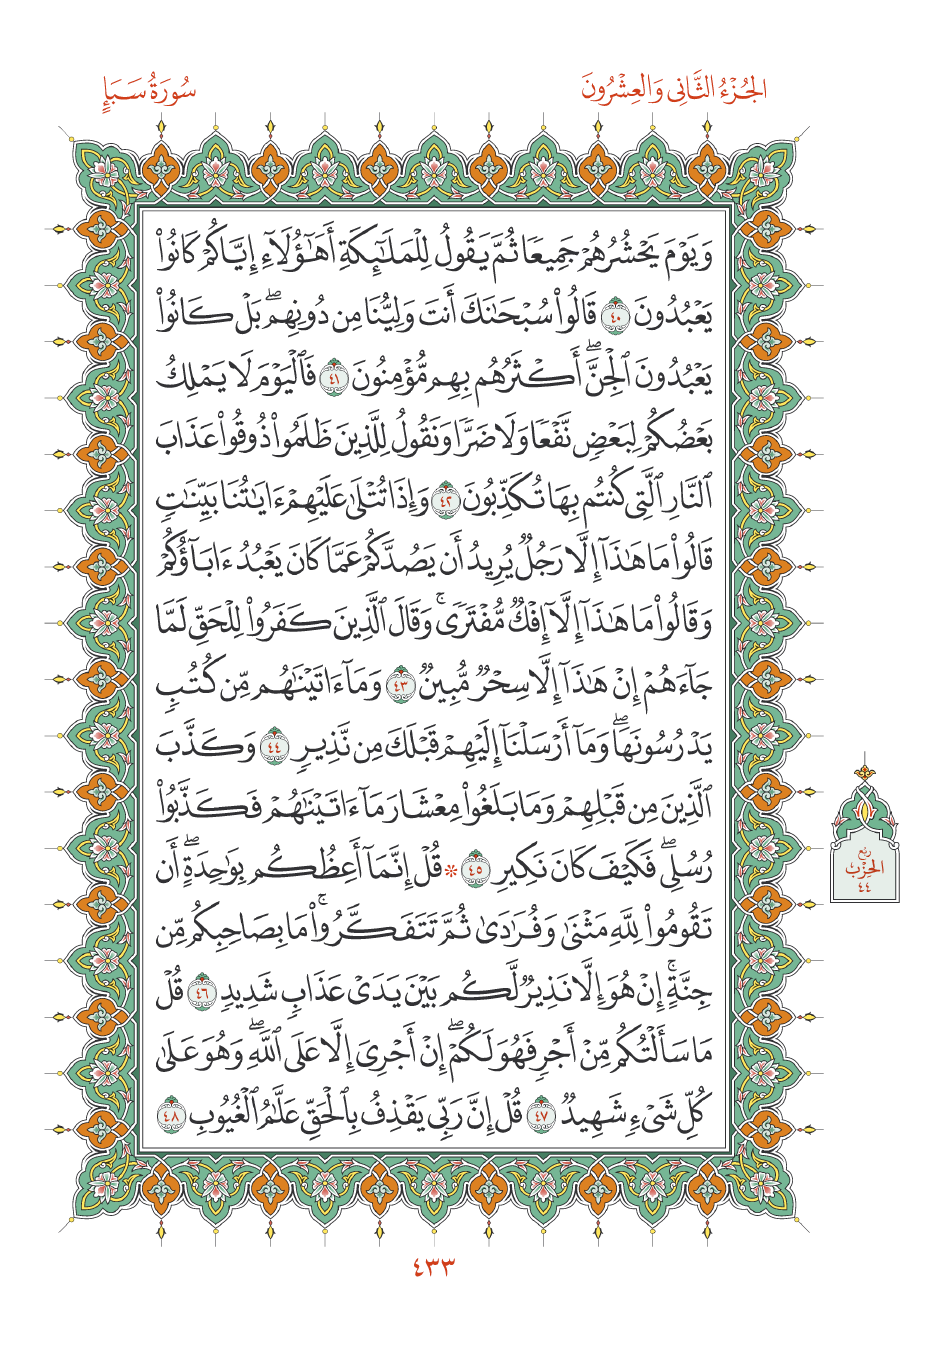 الجُزْءُ الثَّانِي وَالعِشْرُونَ
سُورَةُ سَبَإٍ
وَيَوْمَ يَحْشُرُهُمْ جَمِيعًا ثُمَّ يَقُولُ لِلْمَلَٰٓئِكَةِ أَهَٰٓؤُلَآءِ إِيَّاكُمْ كَانُوا۟
يَعْبُدُونَ ٤٠ قَالُوا۟ سُبْحَٰنَكَ أَنتَ وَلِيُّنَا مِن دُونِهِمۖ بَلْ كَانُوا۟
يَعْبُدُونَ ٱلْجِنَّۖ أَكْثَرُهُم بِهِم مُّؤْمِنُونَ ٤١ فَٱلْيَوْمَ لَا يَمْلِكُ
بَعْضُكُمْ لِبَعْضٍ نَّفْعًا وَلَا ضَرًّا وَنَقُولُ لِلَّذِينَ ظَلَمُوا۟ ذُوقُوا۟ عَذَابَ
ٱلنَّارِ ٱلَّتِى كُنتُم بِهَا تُكَذِّبُونَ ٤٢ وَإِذَا تُتْلَىٰ عَلَيْهِمْ ءَايَٰتُنَا بَيِّنَٰتٍ
قَالُوا۟ مَا هَٰذَآ إِلَّا رَجُلٌ يُرِيدُ أَن يَصُدَّكُمْ عَمَّا كَانَ يَعْبُدُ ءَابَآؤُكُمْ
وَقَالُوا۟ مَا هَٰذَآ إِلَّآ إِفْكٌ مُّفْتَرًىۚ وَقَالَ ٱلَّذِينَ كَفَرُوا۟ لِلْحَقِّ لَمَّا
جَآءَهُمْ إِنْ هَٰذَآ إِلَّا سِحْرٌ مُّبِينٌ ٤٣ وَمَآ ءَاتَيْنَٰهُم مِّن كُتُبٍ
يَدْرُسُونَهَاۖ وَمَآ أَرْسَلْنَآ إِلَيْهِمْ قَبْلَكَ مِن نَّذِيرٍ ٤٤ وَكَذَّبَ
ٱلَّذِينَ مِن قَبْلِهِمْ وَمَا بَلَغُوا۟ مِعْشَارَ مَآ ءَاتَيْنَٰهُمْ فَكَذَّبُوا۟
رُسُلِىۖ فَكَيْفَ كَانَ نَكِيرِ ٤٥ * قُلْ إِنَّمَآ أَعِظُكُم بِوَٰحِدَةٍۖ أَن
تَقُومُوا۟ لِلَّهِ مَثْنَىٰ وَفُرَٰدَىٰ ثُمَّ تَتَفَكَّرُوا۟ۚ مَا بِصَاحِبِكُم مِّن
جِنَّةٍۚ إِنْ هُوَ إِلَّا نَذِيرٌ لَّكُم بَيْنَ يَدَىْ عَذَابٍ شَدِيدٍ ٤٦ قُلْ
مَا سَأَلْتُكُم مِّنْ أَجْرٍ فَهُوَ لَكُمْۖ إِنْ أَجْرِىَ إِلَّا عَلَى ٱللَّهِۖ وَهُوَ عَلَىٰ
كُلِّ شَىْءٍ شَهِيدٌ ٤٧ قُلْ إِنَّ رَبِّى يَقْذِفُ بِٱلْحَقِّ عَلَّٰمُ ٱلْغُيُوبِ ٤٨
ربع
الحِزْب
٤٤
٤٣٣